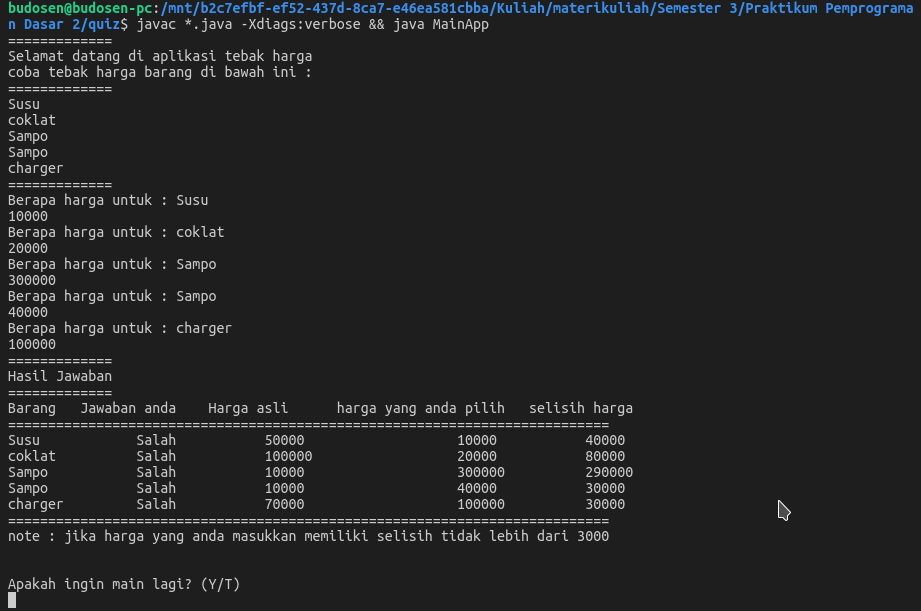 budosen@budosen-pc:/mnt/b2c7efbf-ef52-437d-8ca7-e46ea581cbba/Kuliah/materikuliah/Semester 3/Praktikum Pemprograma
n Dasar 2/quiz$ javac *.java -Xdiags:verbose && java MainApp
=============
Selamat datang di aplikasi tebak harga
coba tebak harga barang di bawah ini :
=============
Susu
coklat
Sampo
Sampo
charger
=============
Berapa harga untuk : Susu
10000
Berapa harga untuk : coklat
20000
Berapa harga untuk : Sampo
300000
Berapa harga untuk : Sampo
40000
Berapa harga untuk : charger
100000
=============
Hasil Jawaban
=============
Barang   Jawaban anda    Harga asli      harga yang anda pilih   selisih harga
===========================================================================
Susu            Salah           50000                   10000           40000
coklat          Salah           100000                  20000           80000
Sampo           Salah           10000                   300000          290000
Sampo           Salah           10000                   40000           30000
charger         Salah           70000                   100000          30000
===========================================================================
note : jika harga yang anda masukkan memiliki selisih tidak lebih dari 3000
Apakah ingin main lagi? (Y/T)